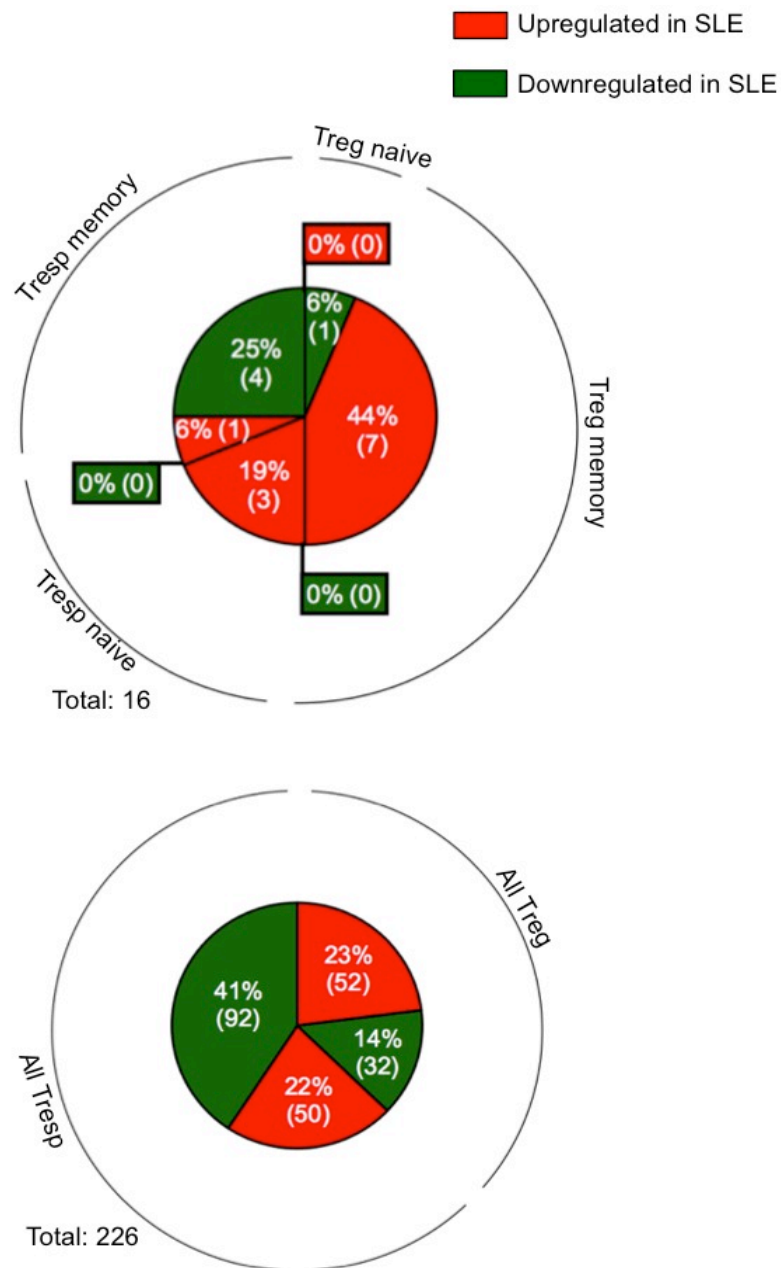 Upregulated in SLE
Downregulated in SLE
Treg naive
Tresp memory
0% (0)
6%
(1)
25%
(4)
44%
(7)
Treg memory
6% (1)
19%
(3)
0% (0)
0% (0)
Tresp naive
Total: 16
All Treg
23%
(52)
41%
(92)
14%
(32)
22%
(50)
All Tresp
Total: 226